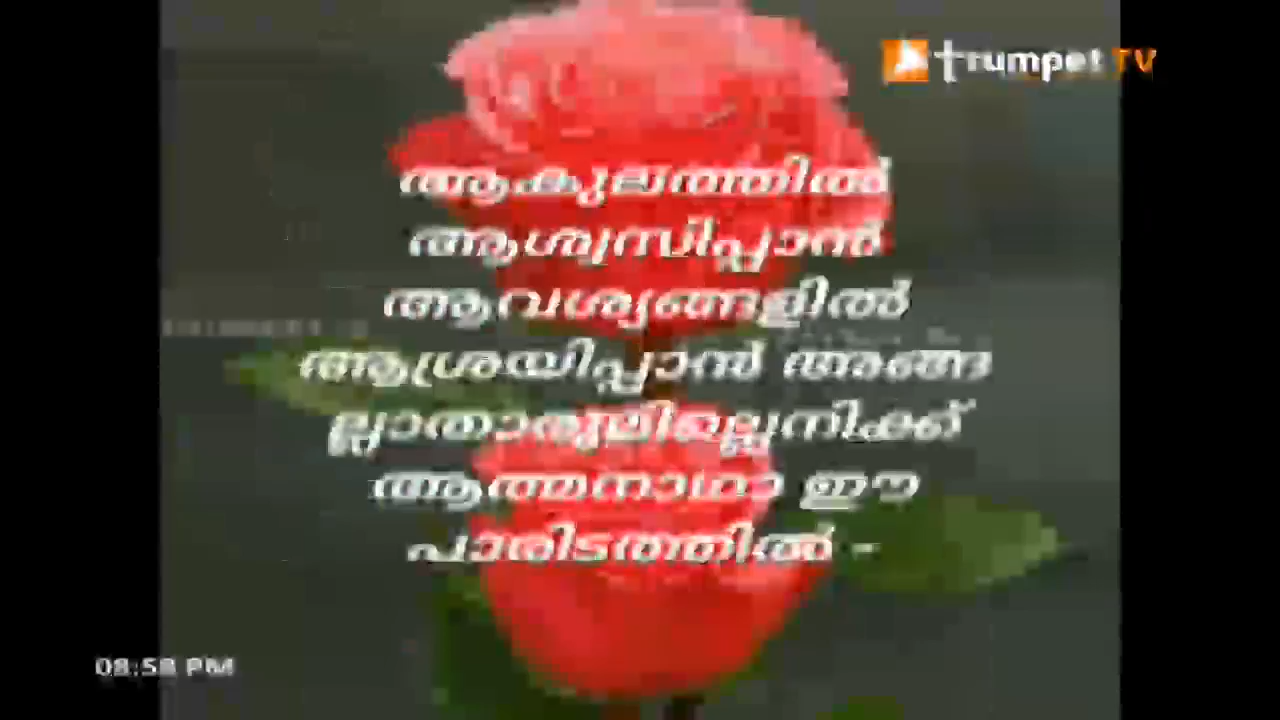 trumpet TV
ആകുലത്തിൽ
ആശ്വസിപ്പാൻ
ആവശ്യങ്ങളിൽ
ആശ്രയിപ്പാൻ അങ്ങ
ല്ലാതാരുമില്ലെനിക്ക്
ആത്മനാഥാ ഈ
പാരിടത്തിൽ -
08:58 PM